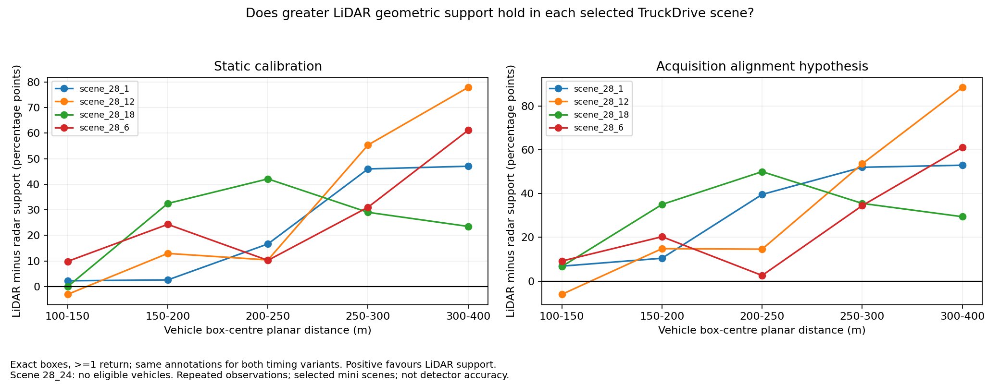 Does greater LiDAR geometric support hold in each selected TruckDrive scene?
Static calibration
LiDAR minus radar support (percentage points)
80
70
60
50
40
30
20
10
0
scene_28_1
scene_28_12
scene_28_18
scene_28_6
100-150
150-200
200-250
250-300
300-400
Vehicle box-centre planar distance (m)
Acquisition alignment hypothesis
LiDAR minus radar support (percentage points)
80
60
40
20
0
scene_28_1
scene_28_12
scene_28_18
scene_28_6
100-150
150-200
200-250
250-300
300-400
Vehicle box-centre planar distance (m)
Exact boxes, >=1 return; same annotations for both timing variants. Positive favours LiDAR support.
Scene 28_24: no eligible vehicles. Repeated observations; selected mini scenes; not detector accuracy.